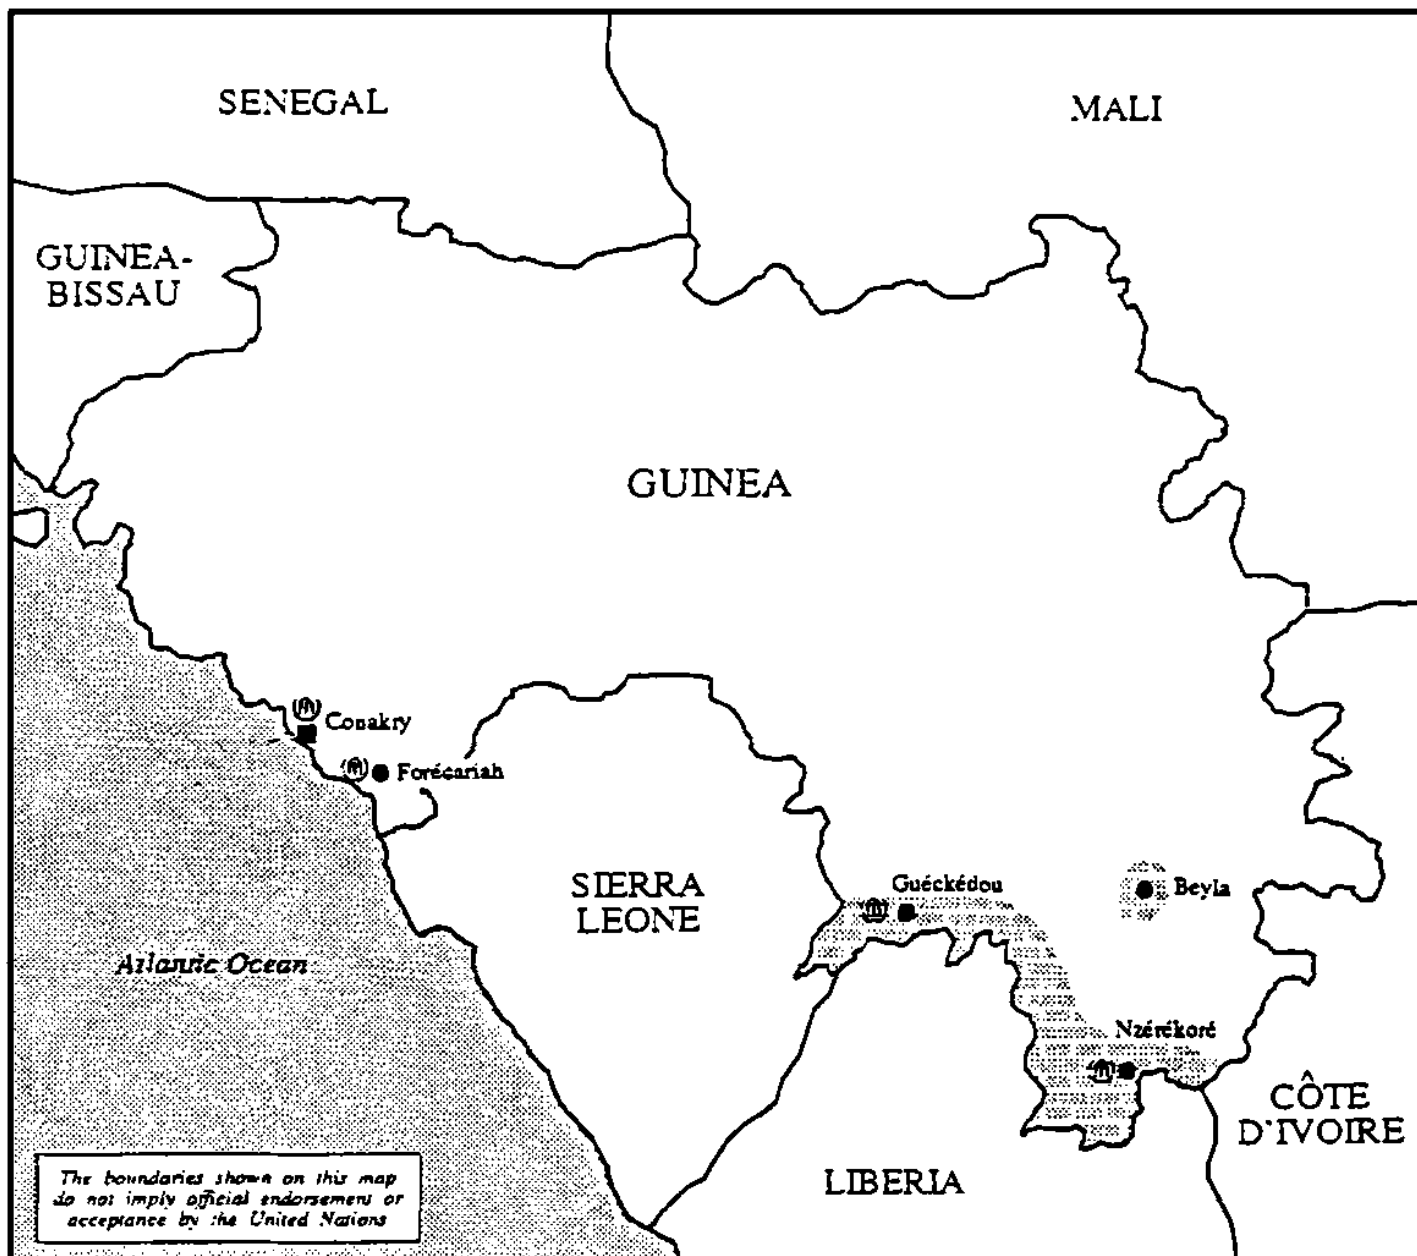 SENEGAL
MALI
GUINEA-
BISSAU
GUINEA
Conakry
Forécariah
SIERRA
LEONE
Guéckédou
Beyla
Atlantic Ocean
Nzérékoré
CÔTE
D'IVOIRE
LIBERIA
The boundaries shown on this map
do not imply official endorsement or
acceptance by the United Nations